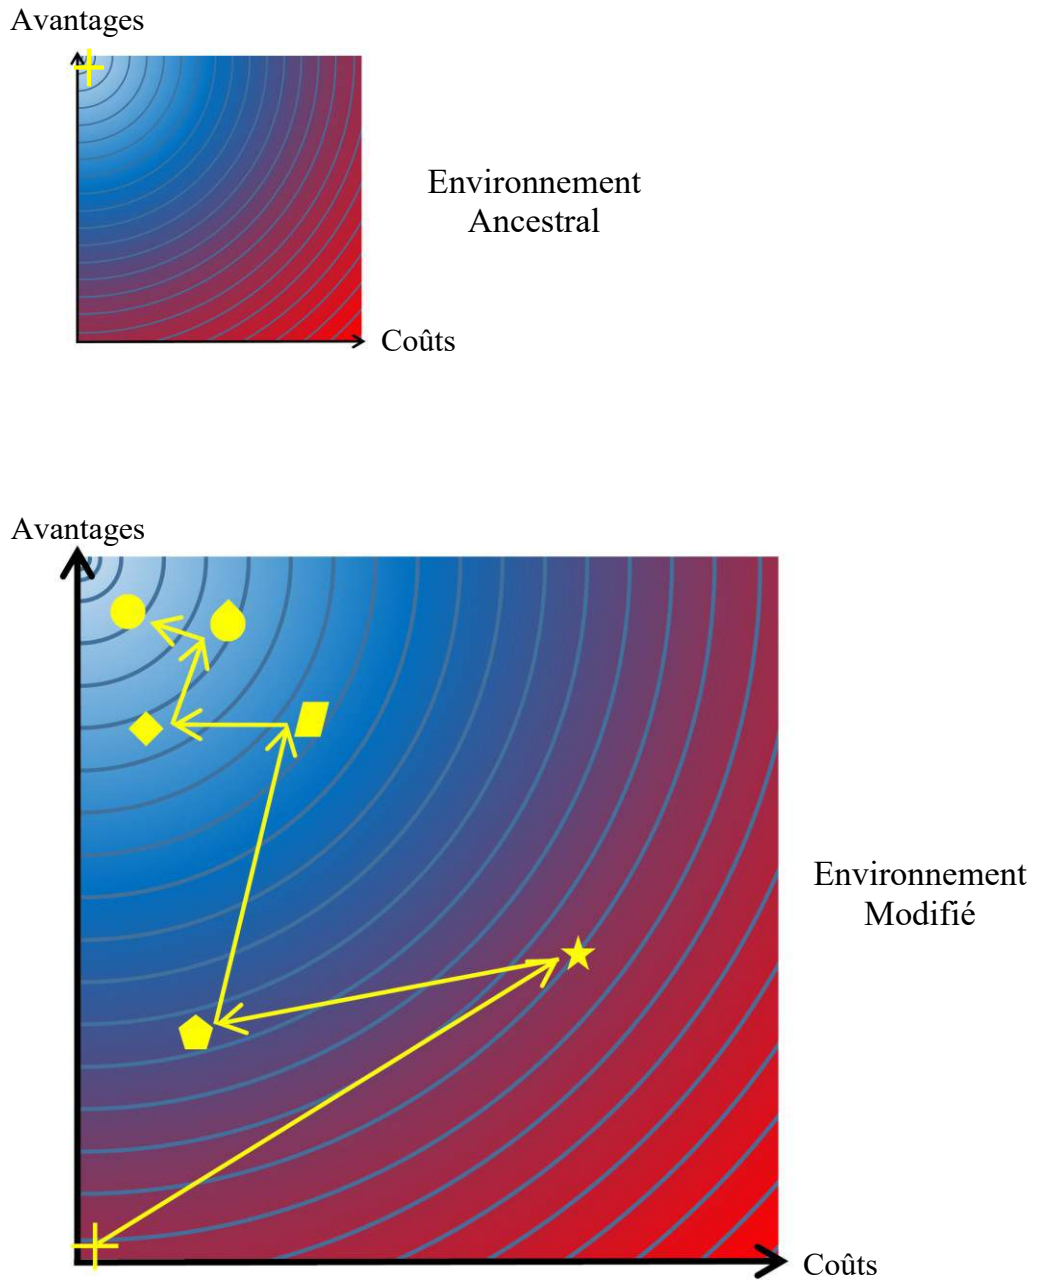 Avantages
Environnement
Ancestral
Coûts
Avantages
Environnement
Modifié
Coûts